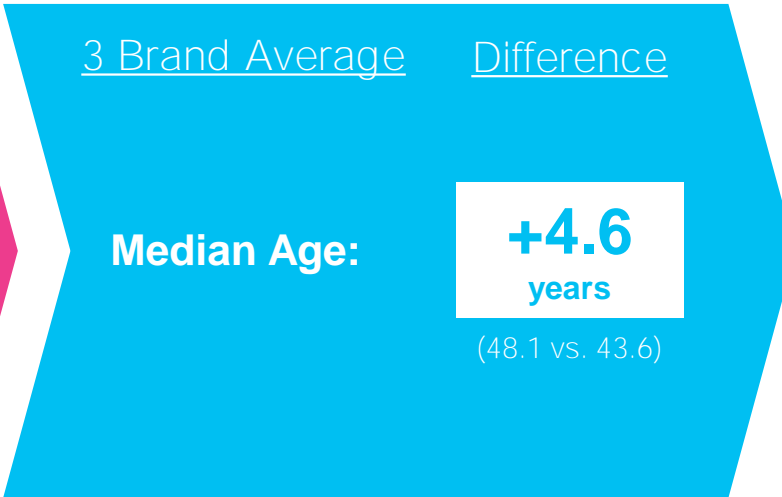 3 Brand Average Difference
Median Age:
+4.6
years
(48.1 vs. 43.6)